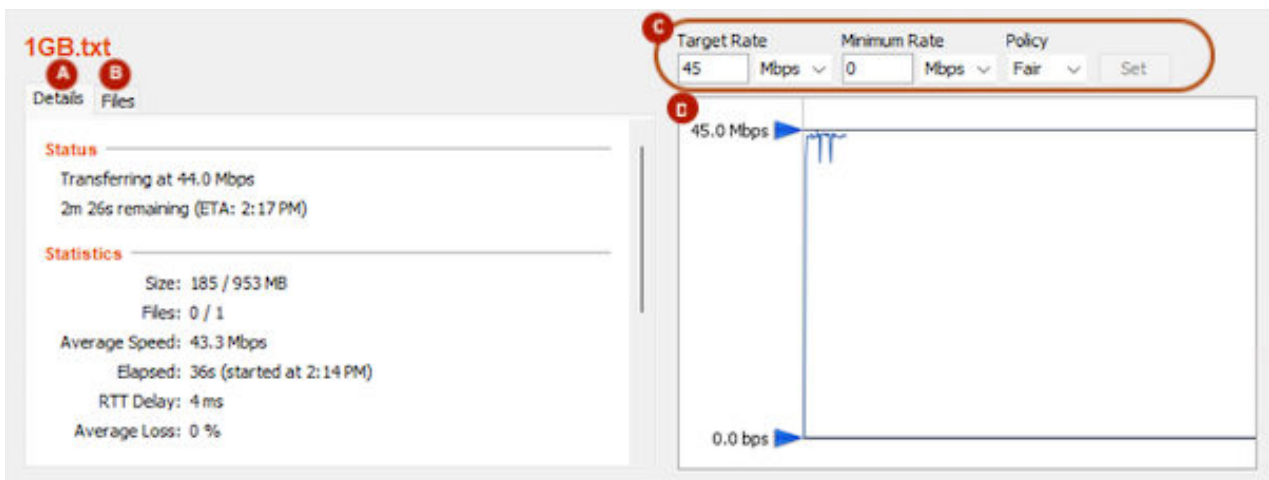 1GB.txt
A
B
Details
Files
Status
Transferring at 44.0 Mbps
2m 26s remaining (ETA: 2:17 PM)
Statistics
Size: 185 / 953 MB
Files: 0 / 1
Average Speed: 43.3 Mbps
Elapsed: 36s (started at 2:14 PM)
RTT Delay: 4 ms
Average Loss: 0 %
C
Target Rate Minimum Rate Policy
45 Mbps 0 Mbps Fair Set
D
45.0 Mbps
0.0 bps